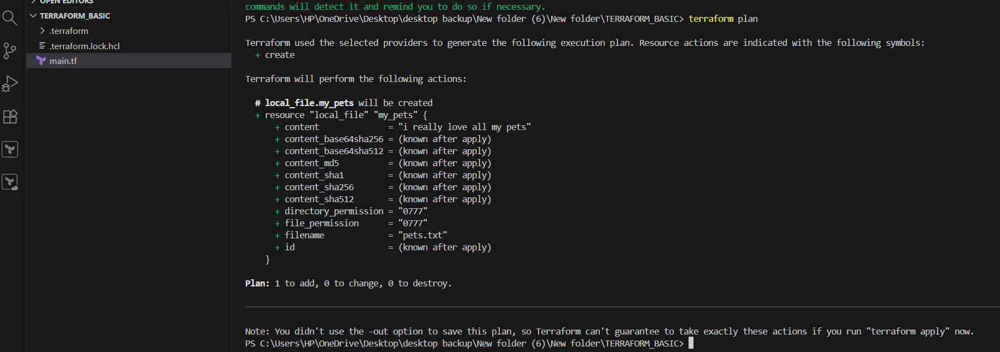 OPEN EDITORS
TERRAFORM_BASIC
.terraform
.terraform.lock.hcl
main.tf
commands will detect it and remind you to do so if necessary.
PS C:\Users\HP\OneDrive\Desktop\desktop backup\New folder (6)\New folder\TERRAFORM_BASIC> terraform plan
Terraform used the selected providers to generate the following execution plan. Resource actions are indicated with the following symbols:
+ create
Terraform will perform the following actions:
# local_file.my_pets will be created
+ resource "local_file" "my_pets" {
+ content = "i really love all my pets"
+ content_base64sha256 = (known after apply)
+ content_base64sha512 = (known after apply)
+ content_md5 = (known after apply)
+ content_sha1 = (known after apply)
+ content_sha256 = (known after apply)
+ content_sha512 = (known after apply)
+ directory_permission = "0777"
+ file_permission = "0777"
+ filename = "pets.txt"
+ id = (known after apply)
}
Plan: 1 to add, 0 to change, 0 to destroy.
Note: You didn't use the -out option to save this plan, so Terraform can't guarantee to take exactly these actions if you run "terraform apply" now.
PS C:\Users\HP\OneDrive\Desktop\desktop backup\New folder (6)\New folder\TERRAFORM_BASIC>